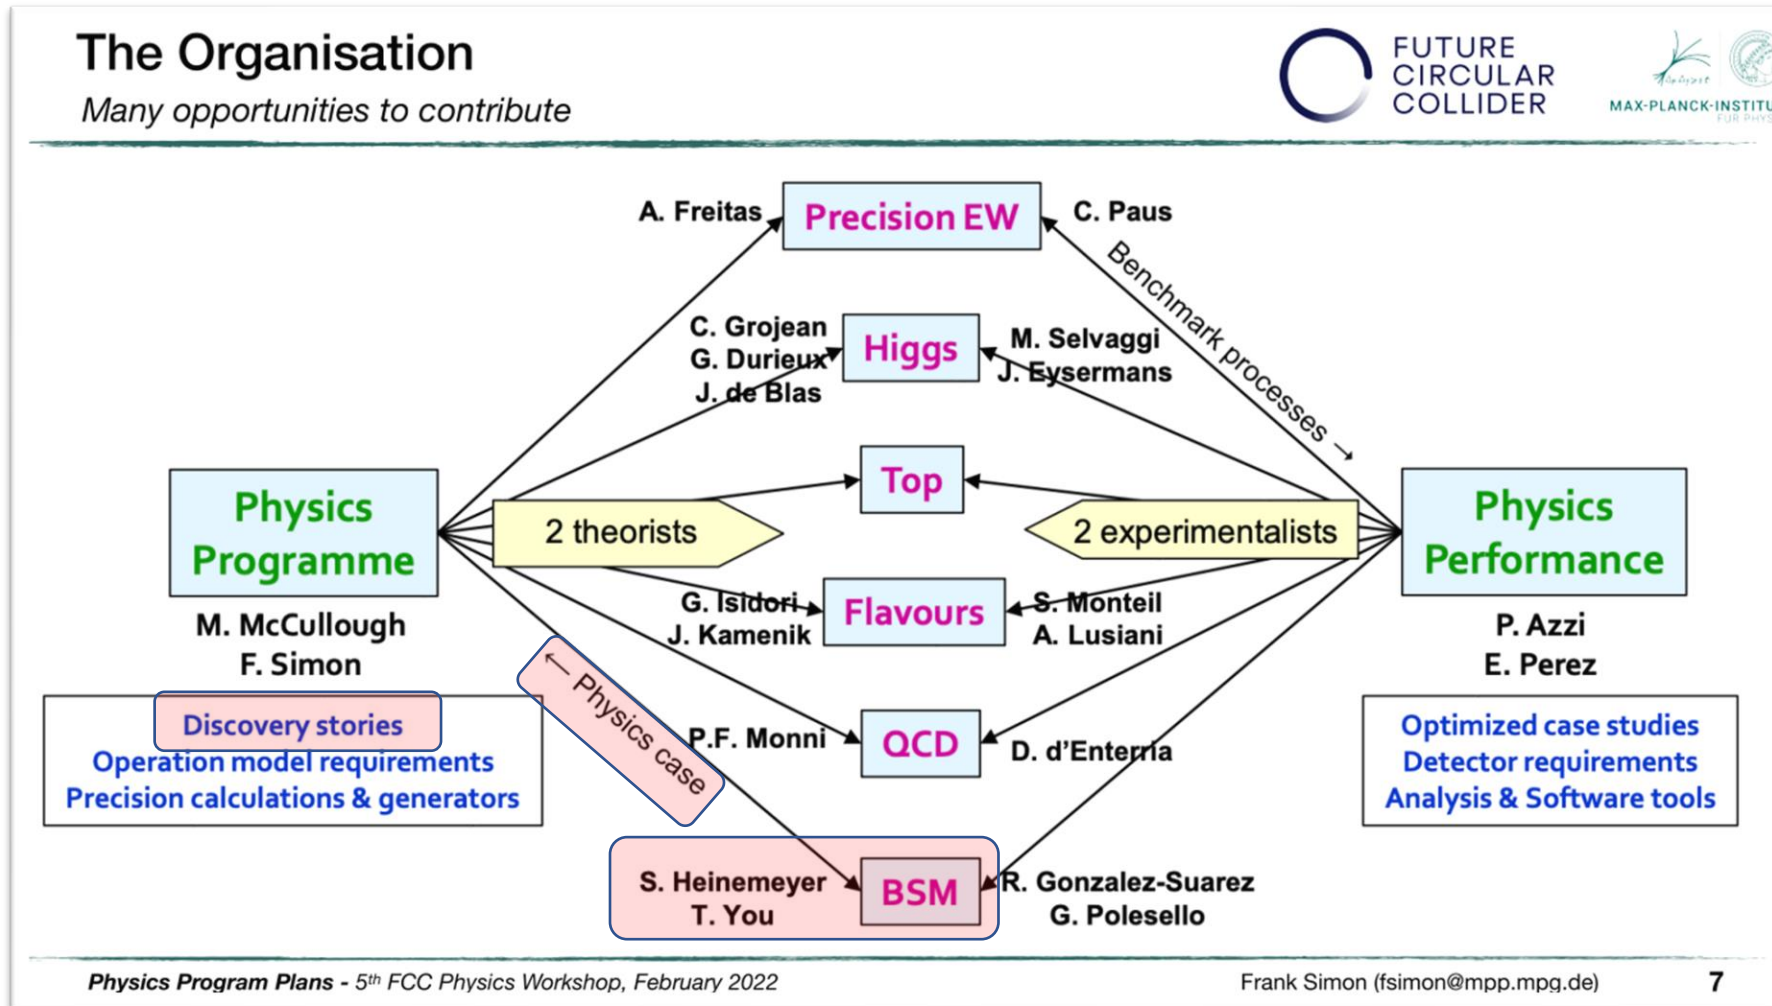 The Organisation
Many opportunities to contribute
FUTURE
CIRCULAR
COLLIDER
MAX-PLANCK-INSTITU
FÜR PHYS
A. Freitas
Precision EW
C. Paus
Benchmark processes →
C. Grojean
G. Durieux
J. de Blas
Higgs
M. Selvaggi
J. Eysermans
Top
Physics
Programme
2 theorists
2 experimentalists
Physics
Performance
M. McCullough
F. Simon
G. Isidori
J. Kamenik
Flavours
S. Monteil
A. Lusiani
P. Azzi
E. Perez
← Physics case
Discovery stories
Operation model requirements
Precision calculations & generators
P.F. Monni
QCD
D. d'Enterria
Optimized case studies
Detector requirements
Analysis & Software tools
S. Heinemeyer
T. You
BSM
R. Gonzalez-Suarez
G. Polesello
Physics Program Plans - 5th FCC Physics Workshop, February 2022
Frank Simon (fsimon@mpp.mpg.de)
7